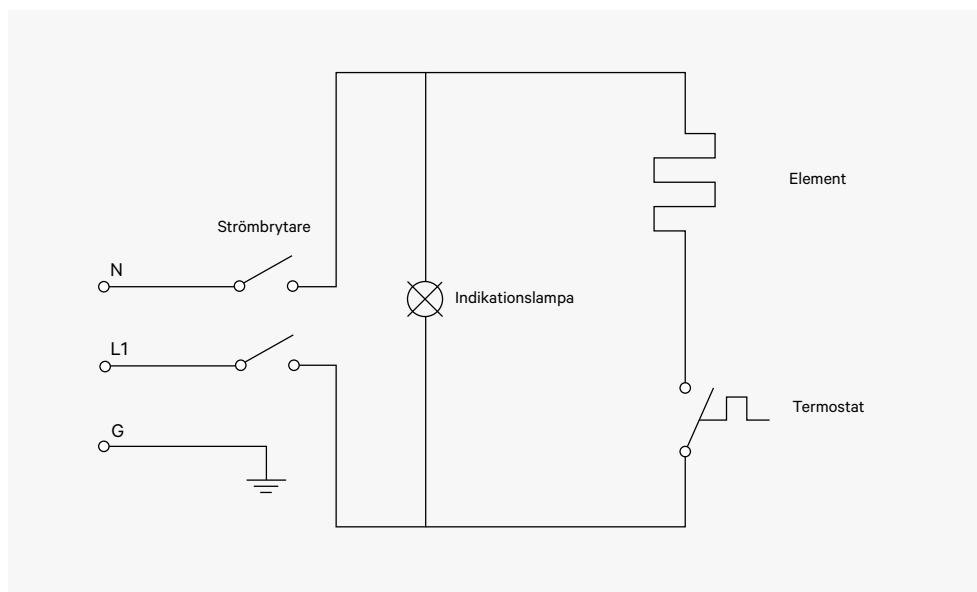 Element
Strömbrytare
N
Indikationslampa
L1
Termostat
G